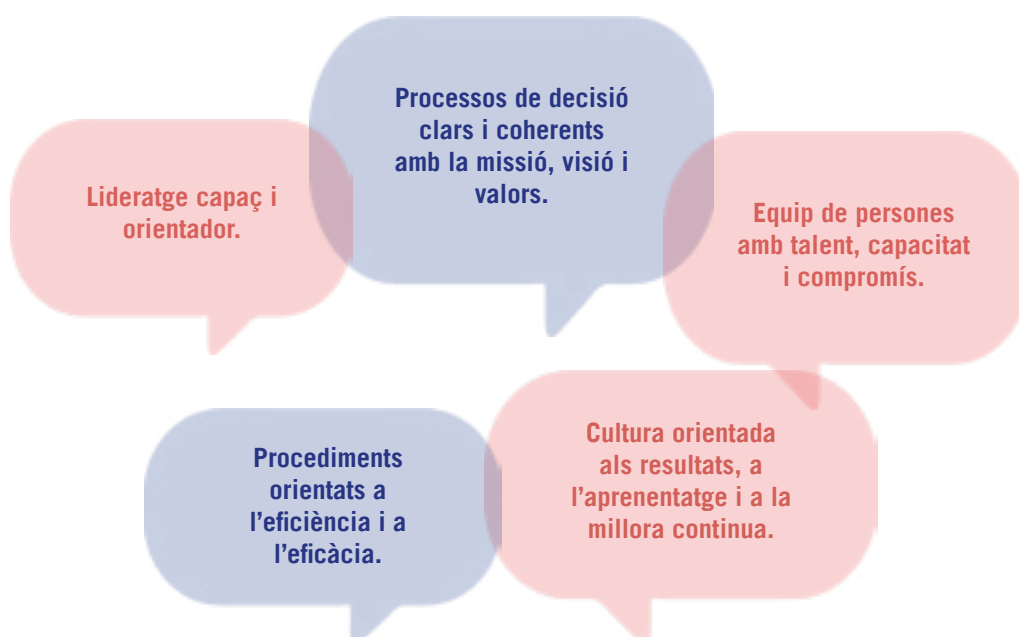 Processos de decisió
clars i coherents
amb la missió, visió i
valors.
Lideratge capaç i
orientador.
Equip de persones
amb talent, capacitat
i compromís.
Procediments
orientats a
l’eficiència i a
l’eficàcia.
Cultura orientada
als resultats, a
l’aprenentatge i a la
millora continua.